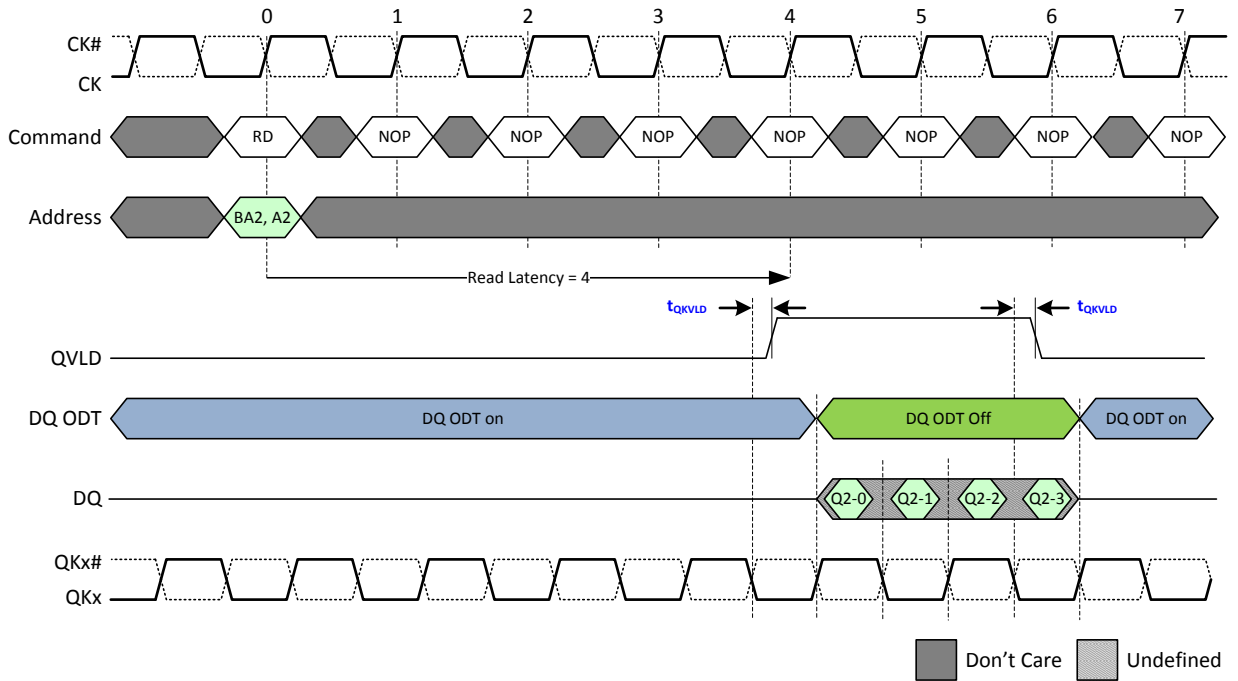 0 1 2 3 4 5 6 7
CK#
CK
Command RD NOP NOP NOP NOP NOP NOP NOP
Address BA2, A2
Read Latency = 4
tQKVLD tQKVLD
QVLD
DQ ODT DQ ODT on DQ ODT Off DQ ODT on
DQ Q2-0 Q2-1 Q2-2 Q2-3
QKx#
QKx
Don't Care Undefined